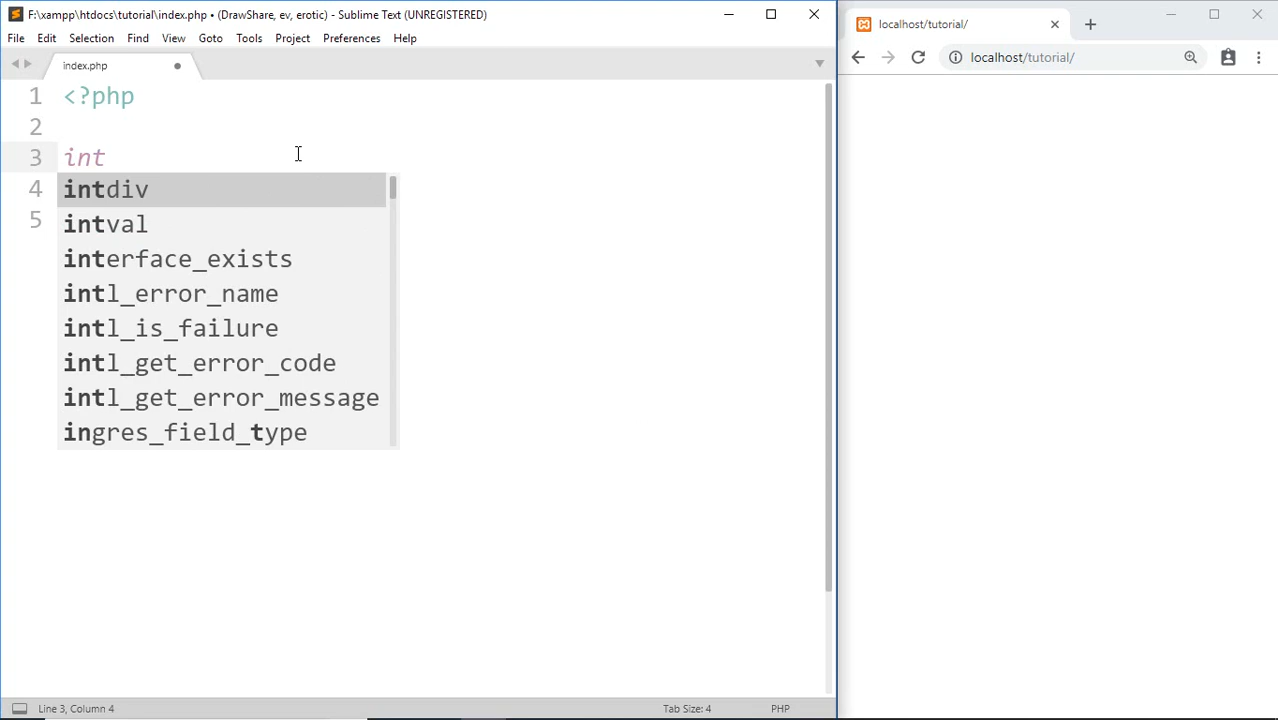 F:\xampp\htdocs\tutorial\index.php • (DrawShare, ev, erotic) - Sublime Text (UNREGISTERED)
File Edit Selection Find View Goto Tools Project Preferences Help
index.php
1 <?php
2
3 int
4
5
intdiv
intval
interface_exists
intl_error_name
intl_is_failure
intl_get_error_code
intl_get_error_message
ingres_field_type
Line 3, Column 4
Tab Size: 4
PHP
localhost/tutorial/
localhost/tutorial/